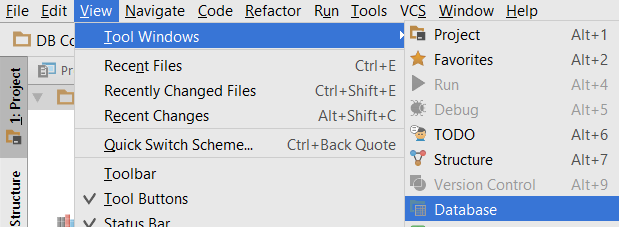 File Edit View Navigate Code Refactor Run Tools VCS Window Help
DB Co
Tool Windows
Pr
1: Project
Structure
Recent Files Ctrl+E
Recently Changed Files Ctrl+Shift+E
Recent Changes Alt+Shift+C
Quick Switch Scheme... Ctrl+Back Quote
Toolbar
Tool Buttons
Status Bar
Project Alt+1
Favorites Alt+2
Run Alt+4
Debug Alt+5
TODO Alt+6
Structure Alt+7
Version Control Alt+9
Database